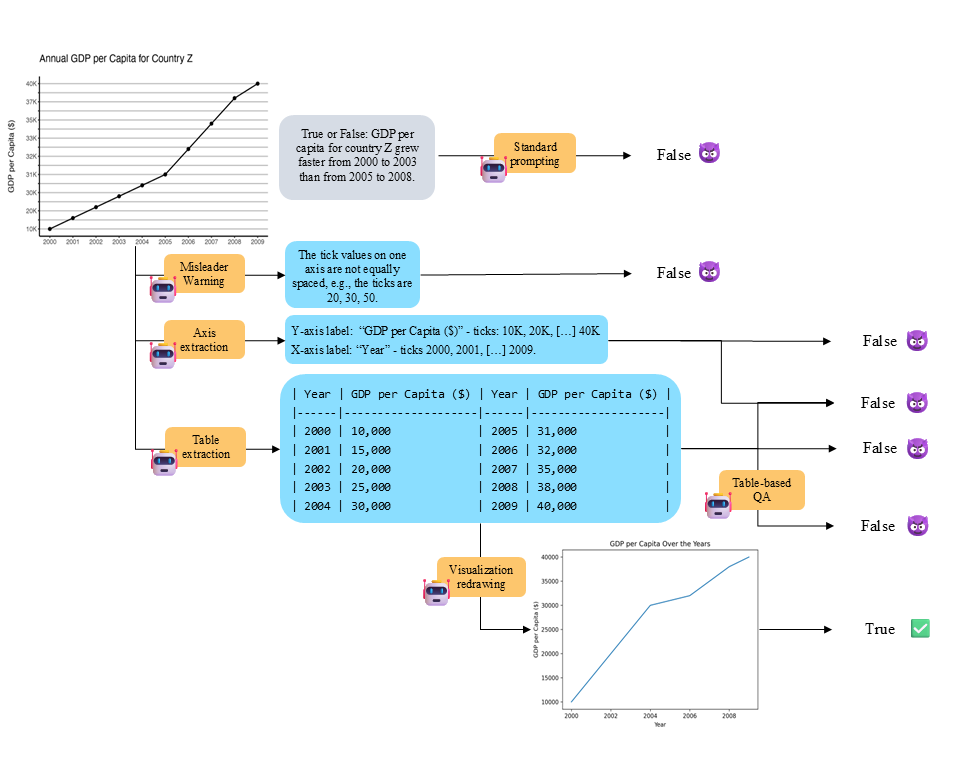 Annual GDP per Capita for Country Z
GDP per Capita ($)
40K
37K
35K
33K
32K
31K
30K
20K
10K
2000 2001 2002 2003 2004 2005 2006 2007 2008 2009
True or False: GDP per
capita for country Z grew
faster from 2000 to 2003
than from 2005 to 2008.
Standard
prompting
False
Misleader
Warning
The tick values on one
axis are not equally
spaced, e.g., the ticks are
20, 30, 50.
False
Axis
extraction
Y-axis label: “GDP per Capita ($)” - ticks: 10K, 20K, […] 40K
X-axis label: “Year” - ticks 2000, 2001, […] 2009.
False
False
Table
extraction
| Year | GDP per Capita ($) | Year | GDP per Capita ($) |
|------|--------------------|------|--------------------|
| 2000 | 10,000 | 2005 | 31,000 |
| 2001 | 15,000 | 2006 | 32,000 |
| 2002 | 20,000 | 2007 | 35,000 |
| 2003 | 25,000 | 2008 | 38,000 |
| 2004 | 30,000 | 2009 | 40,000 |
False
Table-based
QA
False
Visualization
redrawing
GDP per Capita Over the Years
GDP per Capita ($)
40000
35000
30000
25000
20000
15000
10000
2000 2002 2004 2006 2008
Year
True